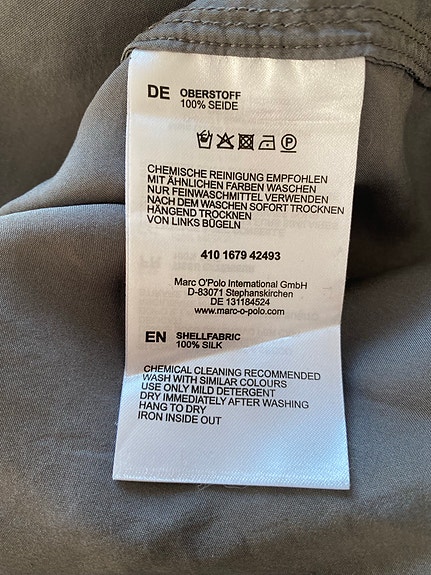 DE OBERSTOFF
100% SEIDE
P
CHEMISCHE REINIGUNG EMPFOHLEN
MIT ÄHNLICHEN FARBEN WASCHEN
NUR FEINWASCHMITTEL VERWENDEN
NACH DEM WASCHEN SOFORT TROCKNEN
HÄNGEND TROCKNEN
VON LINKS BÜGELN
410 1679 42493
Marc O'Polo International GmbH
D-83071 Stephanskirchen
DE 131184524
www.marc-o-polo.com
EN SHELLFABRIC
100% SILK
CHEMICAL CLEANING RECOMMENDED
WASH WITH SIMILAR COLOURS
USE ONLY MILD DETERGENT
DRY IMMEDIATELY AFTER WASHING
HANG TO DRY
IRON INSIDE OUT